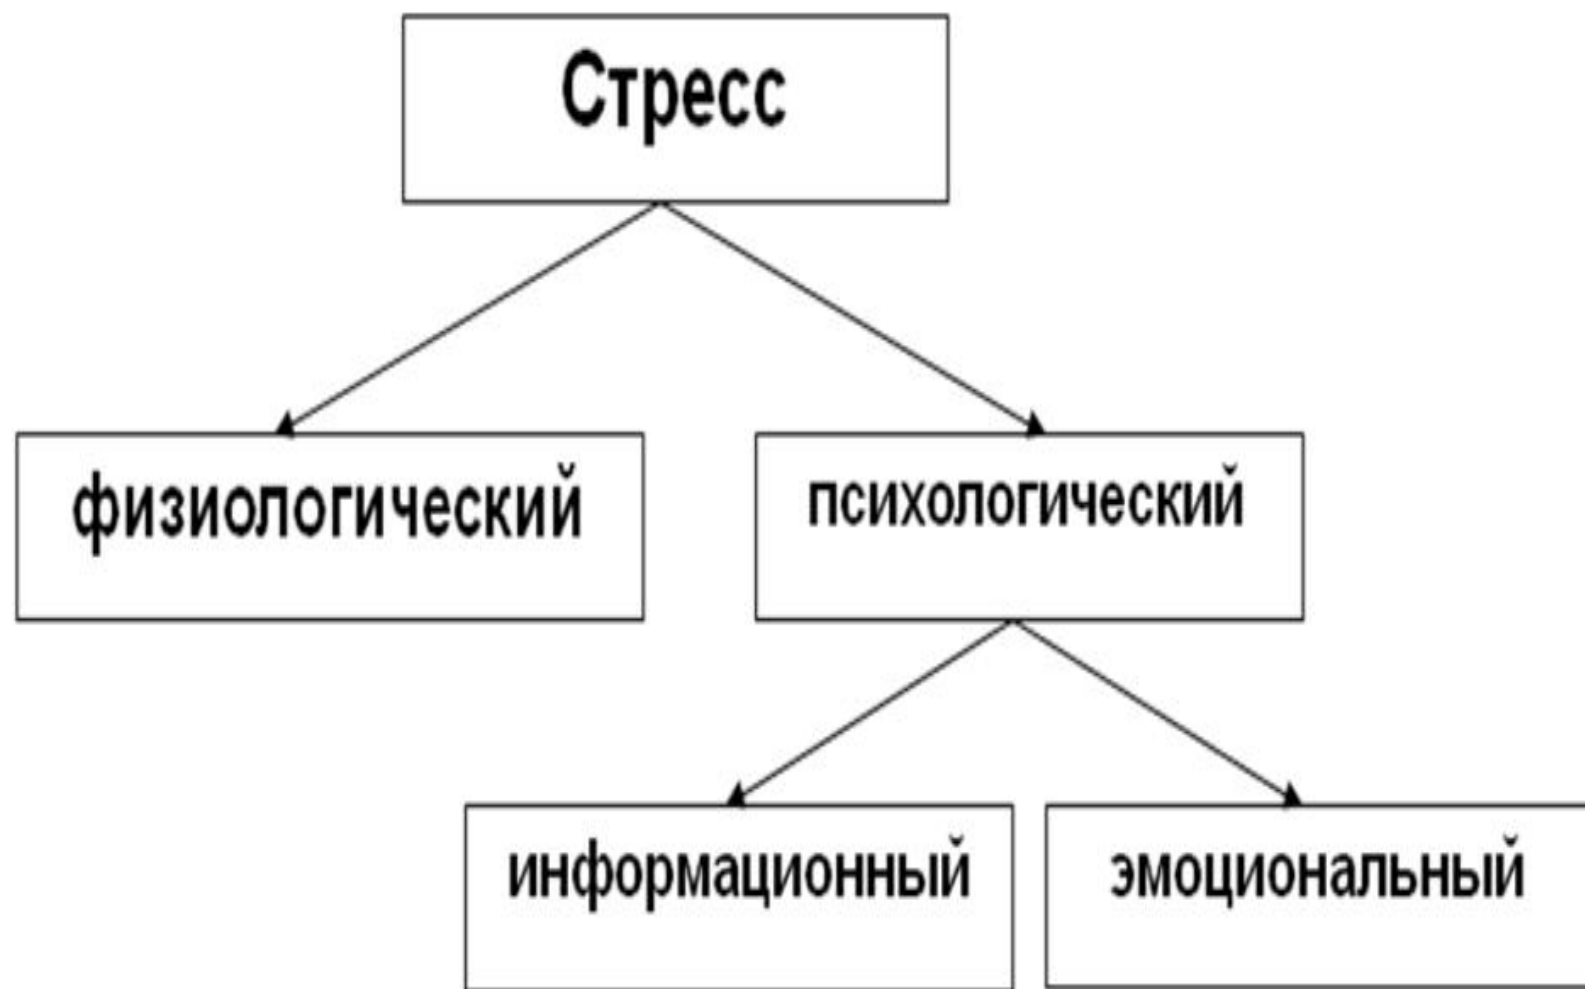 Стресс
физиологический
психологический
информационный
эмоциональный